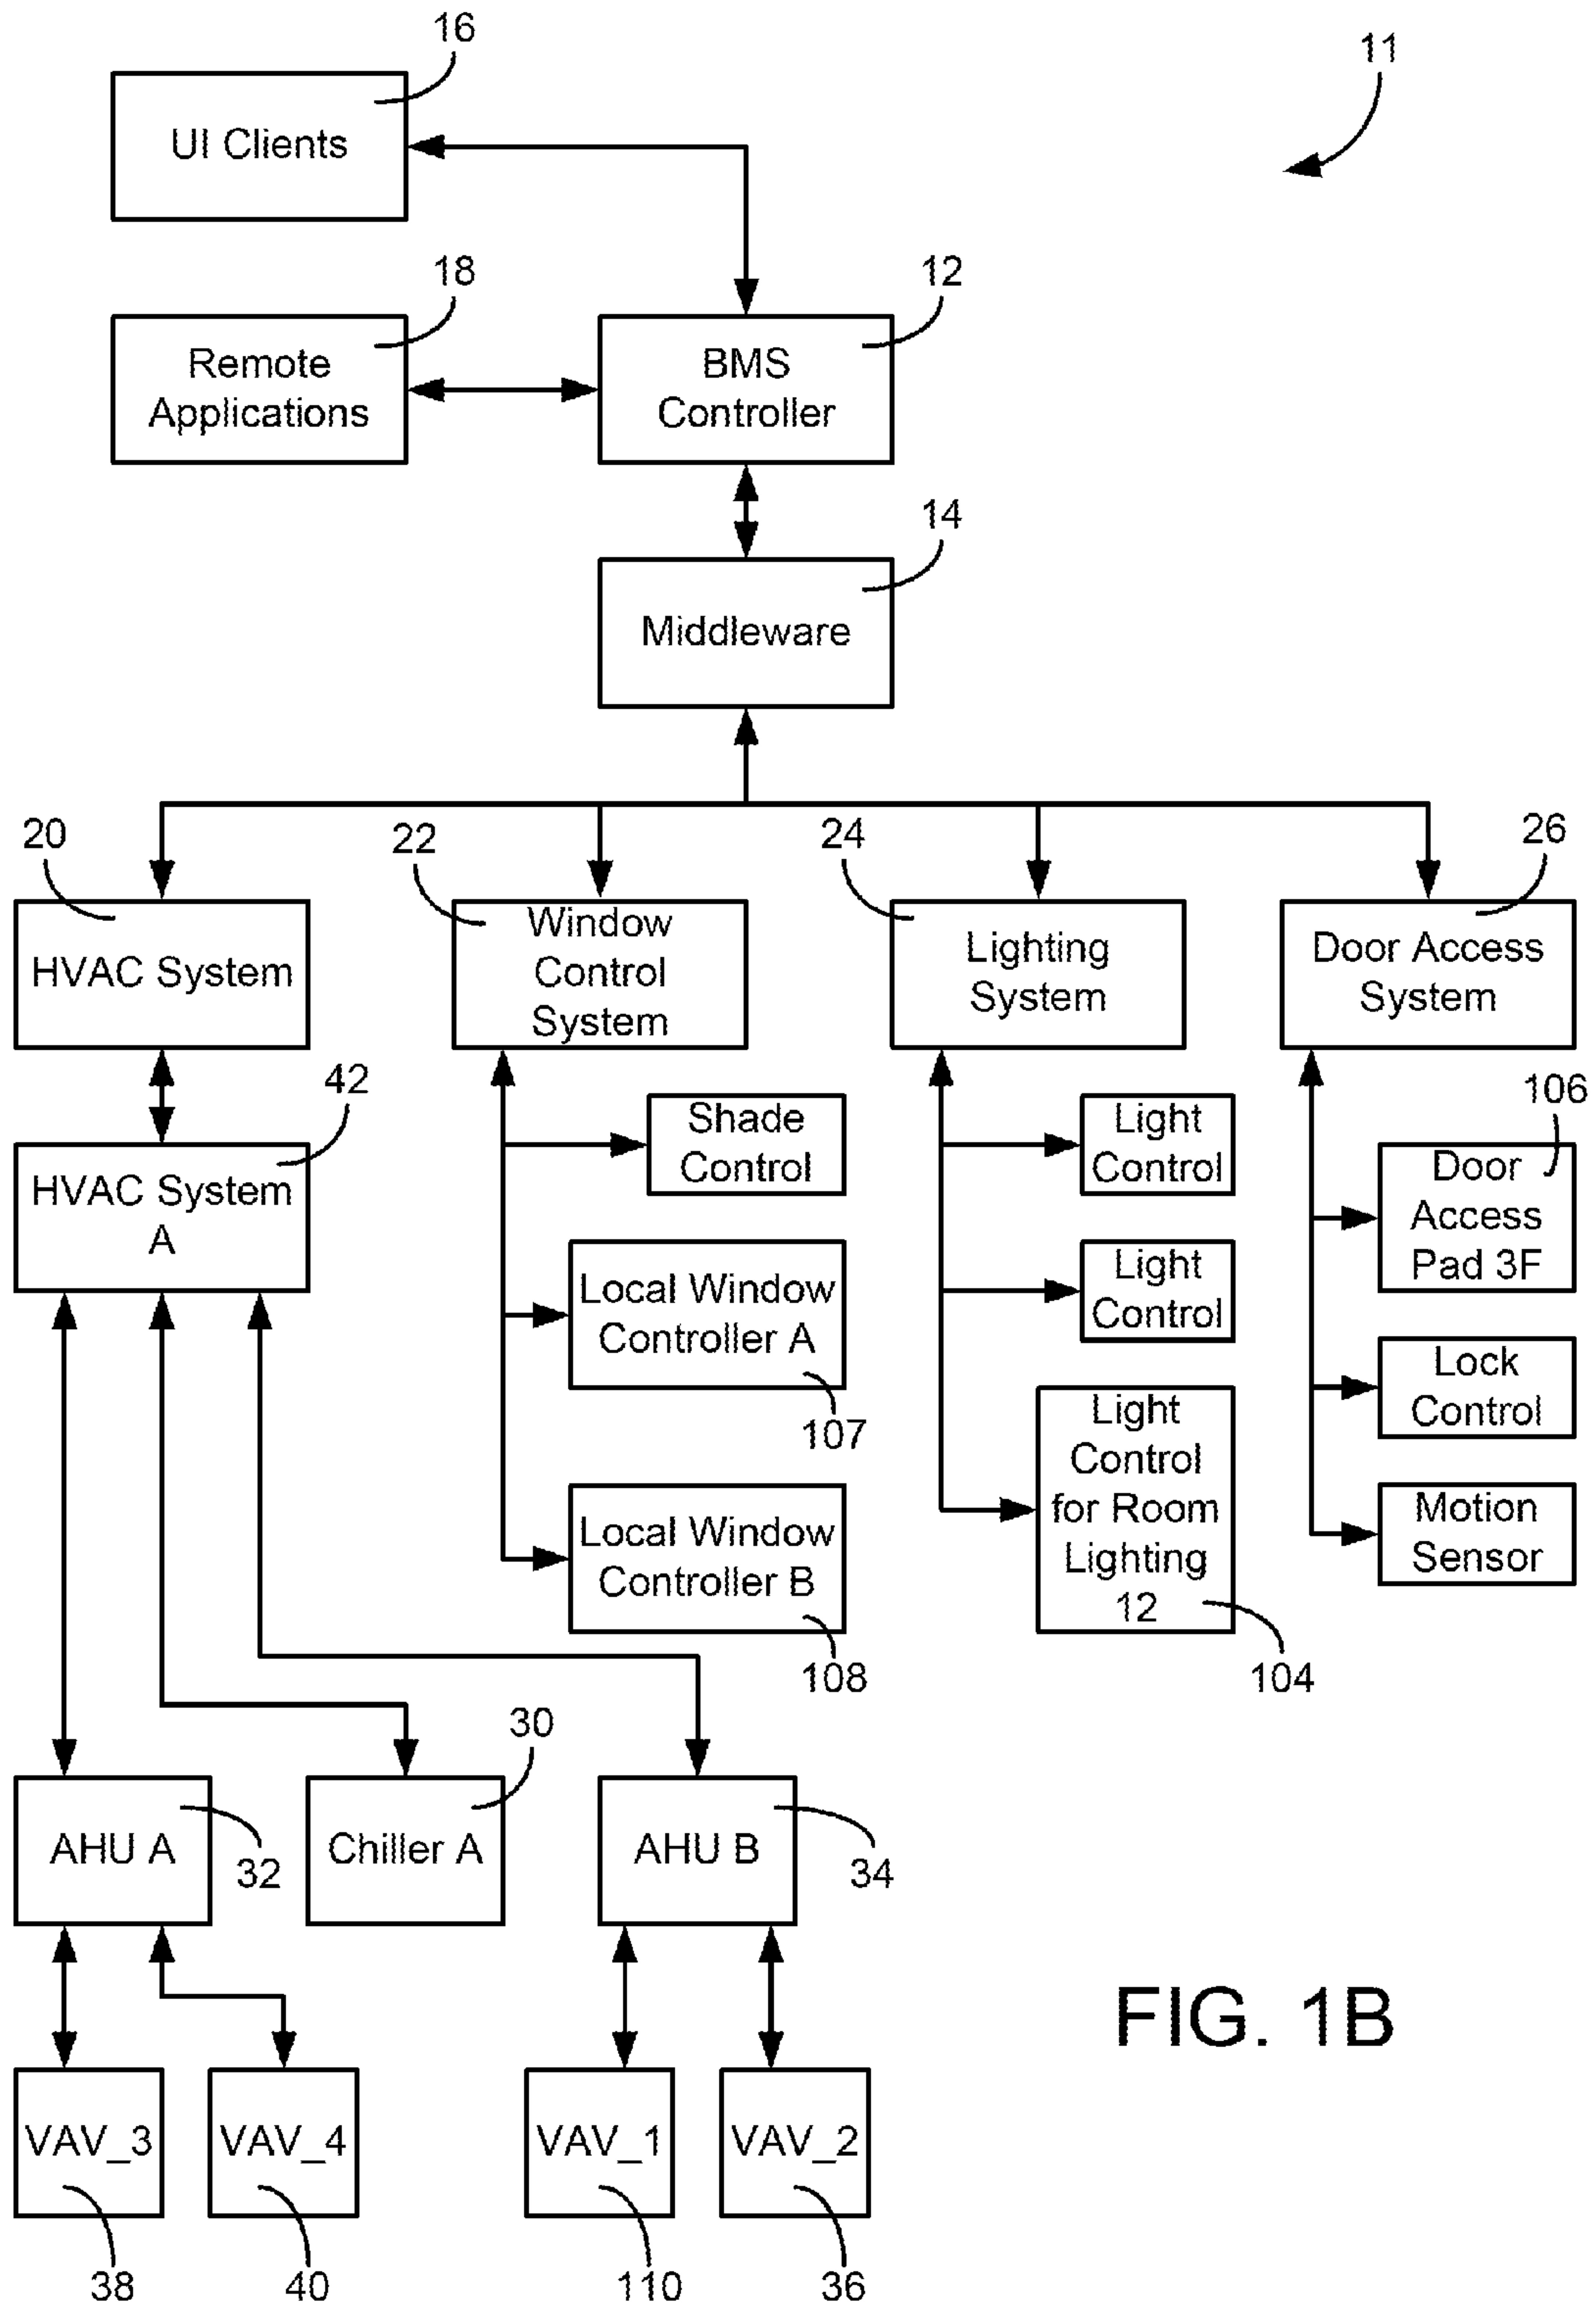 16
11
UI Clients
18
12
Remote
Applications
BMS
Controller
14
Middleware
20
22
24
26
HVAC System
Window
Control
System
Lighting
System
Door Access
System
42
106
HVAC System
A
Shade
Control
Light
Control
Door
Access
Pad 3F
Local Window
Controller A
107
Light
Control
Lock
Control
Local Window
Controller B
108
Light
Control
for Room
Lighting
12
104
Motion
Sensor
30
AHU A
32
Chiller A
AHU B
34
FIG. 1B
VAV_3
VAV_4
VAV_1
VAV_2
38
40
110
36